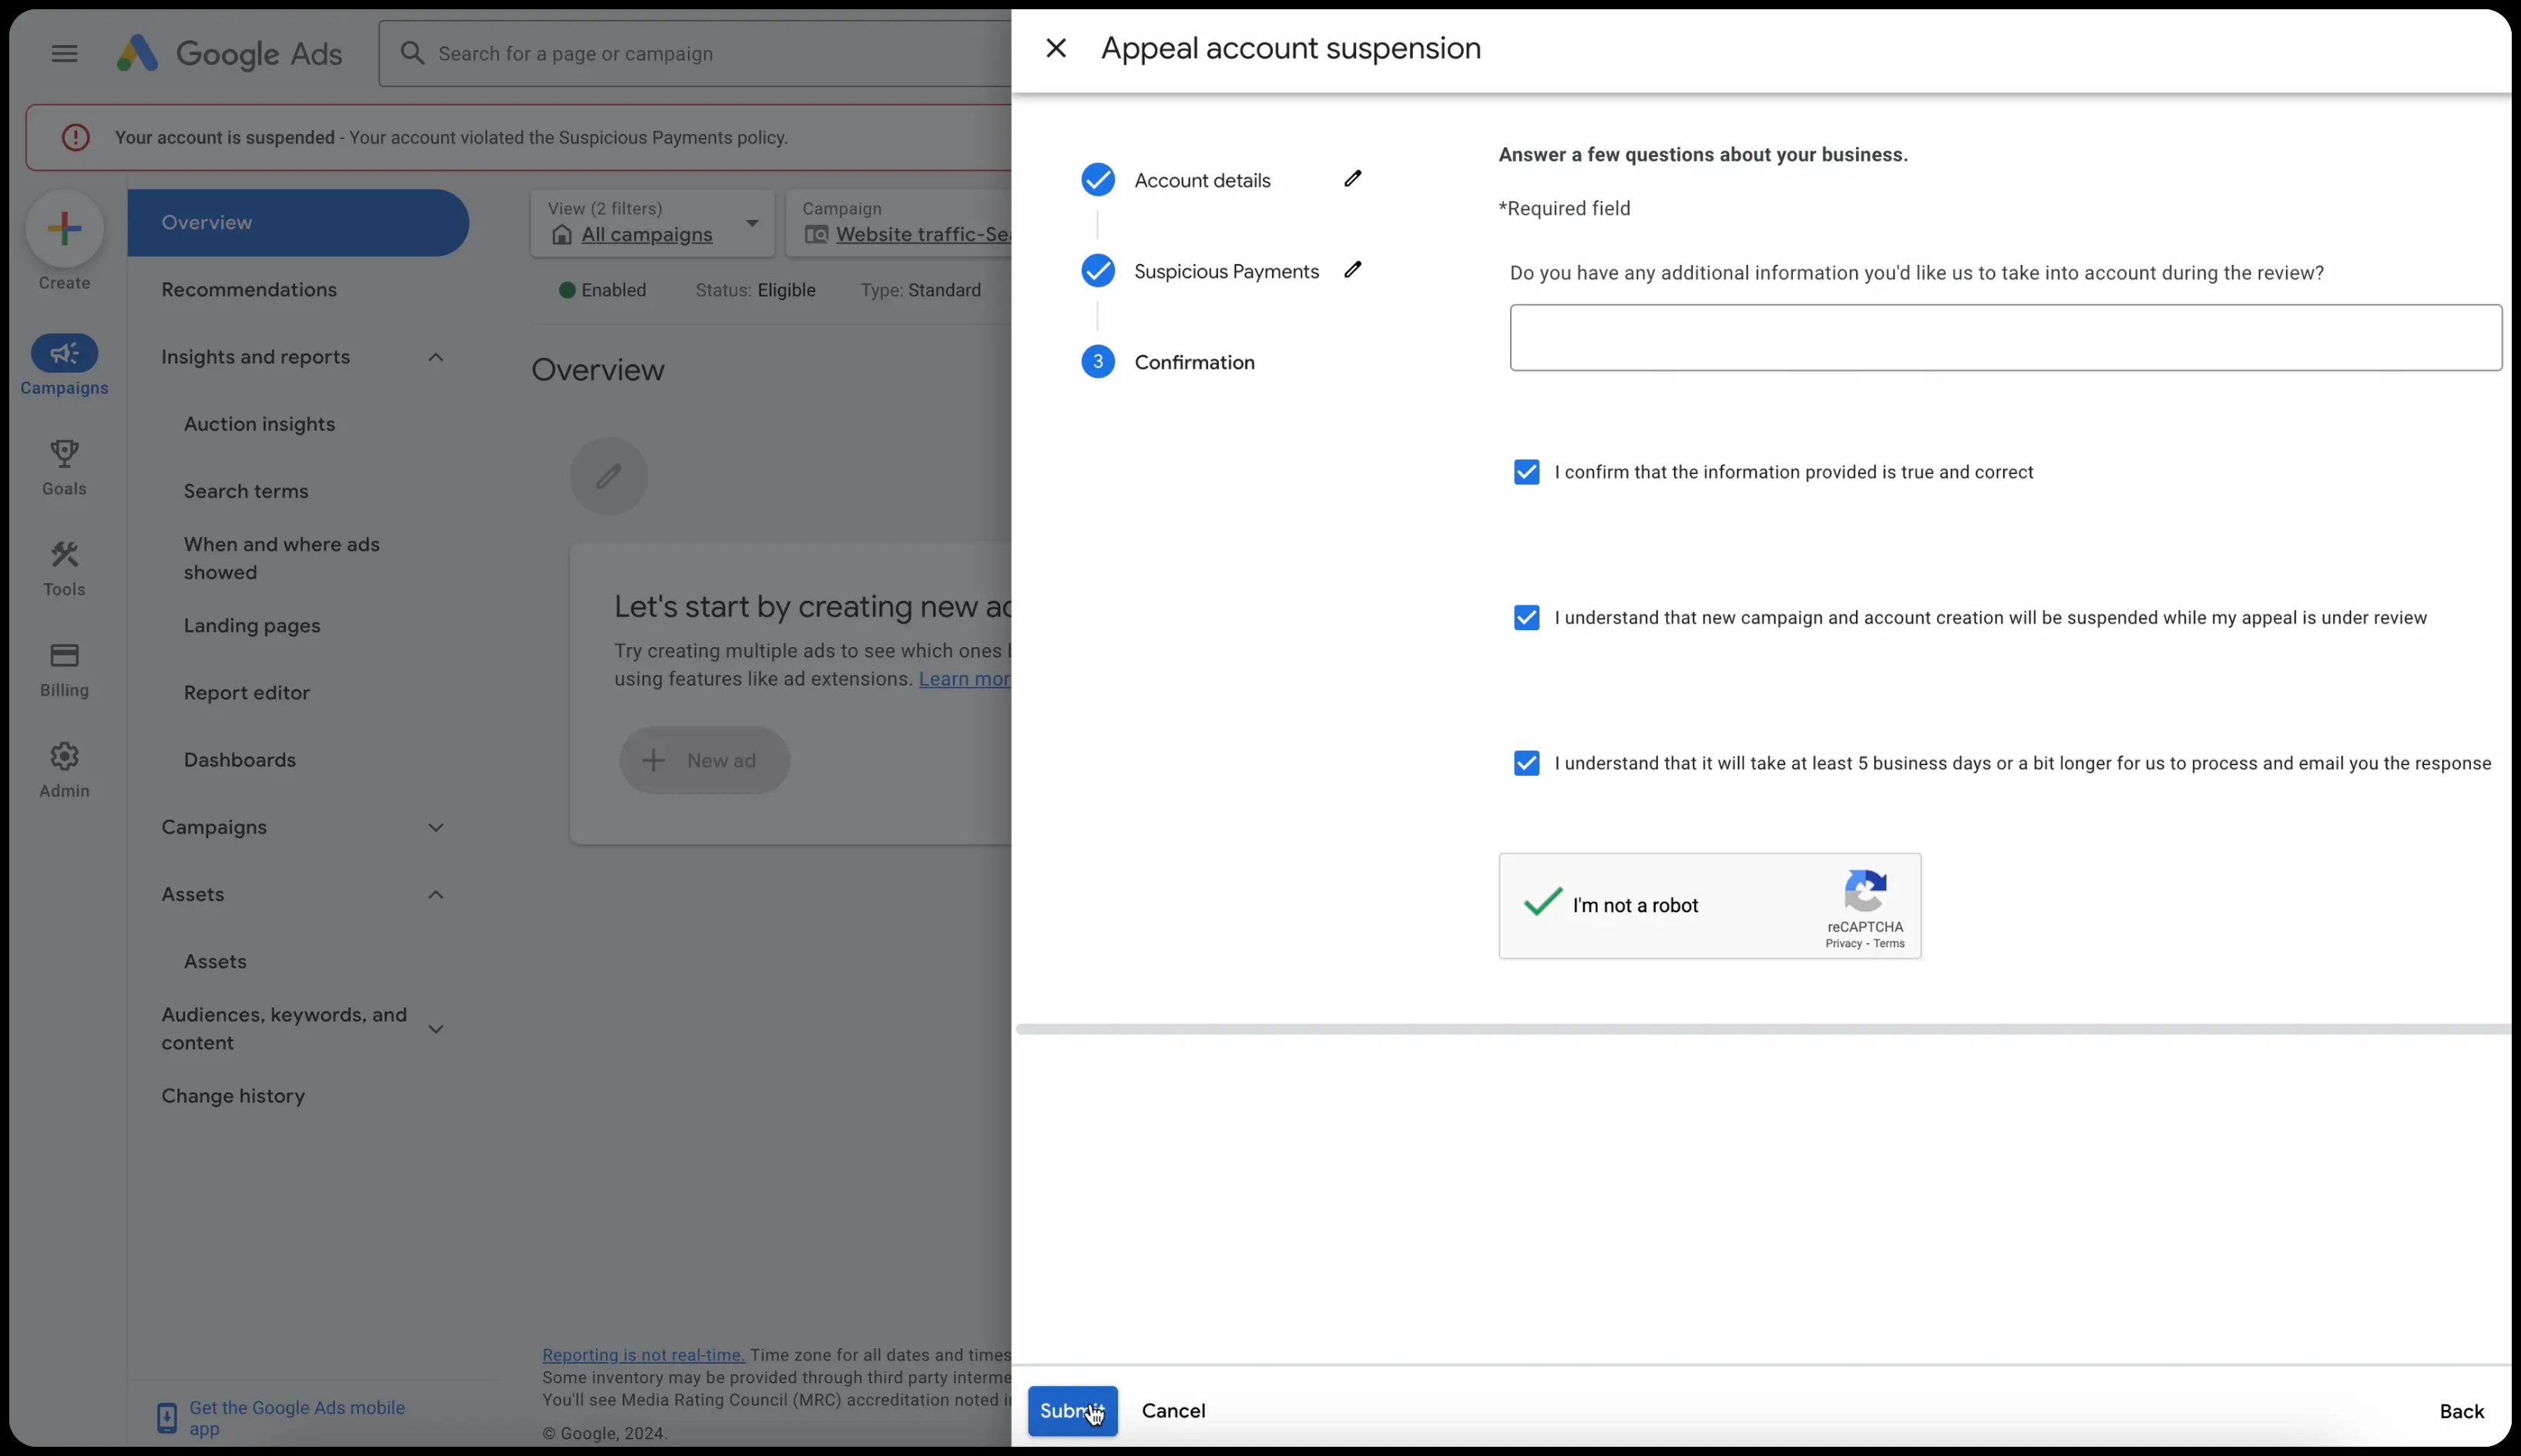 Google Ads
Search for a page or campaign
Your account is suspended - Your account violated the Suspicious Payments policy.
Create
Campaigns
Goals
Tools
Billing
Admin
Overview
Recommendations
Insights and reports
Auction insights
Search terms
When and where ads
showed
Landing pages
Report editor
Dashboards
Campaigns
Assets
Assets
Audiences, keywords, and
content
Change history
Get the Google Ads mobile
app
View (2 filters)
All campaigns
Campaign
Website traffic-Sea
Enabled
Status: Eligible
Type: Standard
Overview
Let's start by creating new ad
Try creating multiple ads to see which ones
using features like ad extensions. Learn mor
New ad
Reporting is not real-time. Time zone for all dates and times
Some inventory may be provided through third party interme
You'll see Media Rating Council (MRC) accreditation noted i
© Google, 2024.
Appeal account suspension
Account details
Suspicious Payments
3 Confirmation
Answer a few questions about your business.
*Required field
Do you have any additional information you'd like us to take into account during the review?
I confirm that the information provided is true and correct
I understand that new campaign and account creation will be suspended while my appeal is under review
I understand that it will take at least 5 business days or a bit longer for us to process and email you the response
I'm not a robot
reCAPTCHA
Privacy - Terms
Submit
Cancel
Back